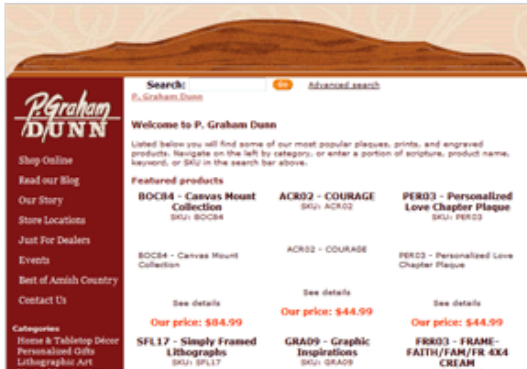 Search: Go Advanced search
P. Graham Dunn
P. Graham
DUNN
Welcome to P. Graham Dunn
Listed below you will find some of our most popular plaques, prints, and engraved
products. Navigate on the left by category, or enter a portion of scripture, product name,
keyword, or SKU in the search bar above.
Shop Online
Read our Blog
Our Story
Store Locations
Just For Dealers
Events
Best of Amish Country
Contact Us
Categories
Home & Tabletop Décor
Personalized Gifts
Lithographic Art
Featured products
BOC84 - Canvas Mount
Collection
SKU: BOC84
BOC84 - Canvas Mount
Collection
See details
Our price: $84.99
ACR02 - COURAGE
SKU: ACR02
ACR02 - COURAGE
See details
Our price: $44.99
PER03 - Personalized
Love Chapter Plaque
SKU: PER03
PER03 - Personalized Love
Chapter Plaque
See details
Our price: $44.99
SFL17 - Simply Framed
Lithographs
SKU: SFL17
GRA09 - Graphic
Inspirations
SKU: GRA09
FRR03 - FRAME-
FAITH/FAM/FR 4X4
CREAM